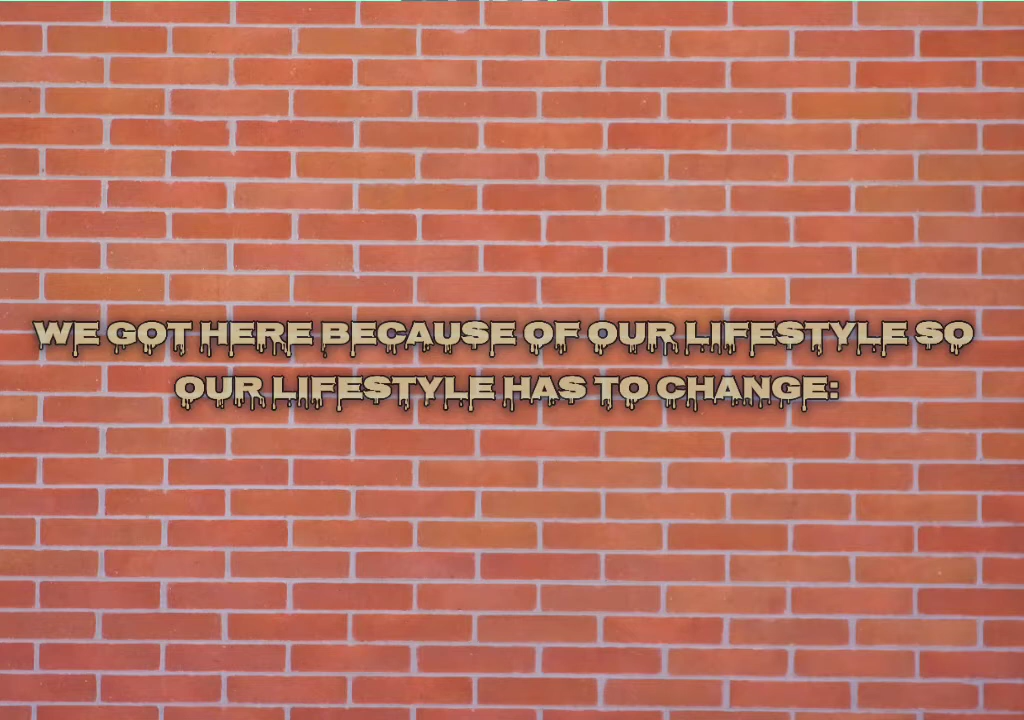 WE GOT HERE BECAUSE OF OUR LIFESTYLE SO
OUR LIFESTYLE HAS TO CHANGE: